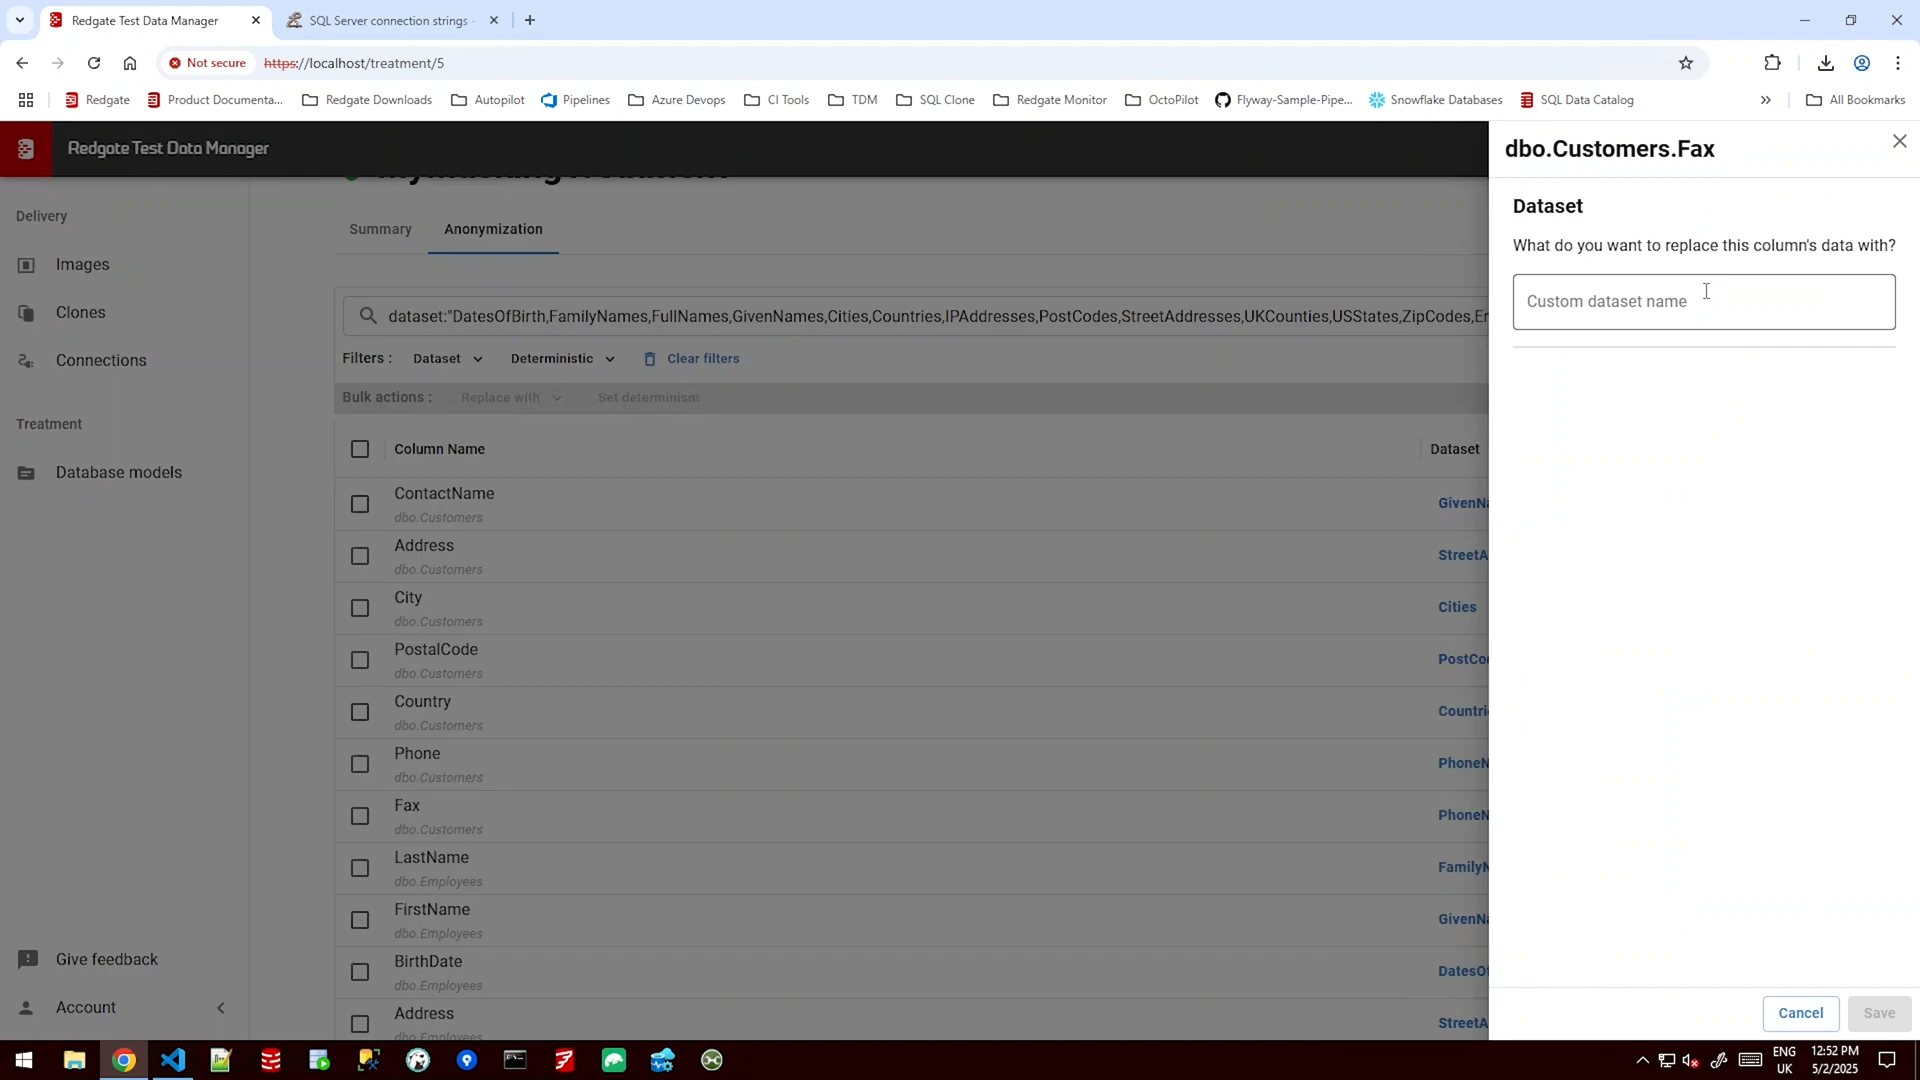 Redgate Test Data Manager
SQL Server connection strings
Not secure
https://localhost/treatment/5
Redgate
Product Documenta...
Redgate Downloads
Autopilot
Pipelines
Azure Devops
CI Tools
TDM
SQL Clone
Redgate Monitor
OctoPilot
Flyway-Sample-Pipe...
Snowflake Databases
SQL Data Catalog
All Bookmarks
Redgate Test Data Manager
Delivery
Images
Clones
Connections
Treatment
Database models
Give feedback
Account
Summary
Anonymization
dataset:"DatesOfBirth,FamilyNames,FullNames,GivenNames,Cities,Countries,IPAddresses,PostCodes,StreetAddresses,UKCounties,USStates,ZipCodes,Er
Filters :
Dataset
Deterministic
Clear filters
Bulk actions :
Replace with
Set determinism
Column Name
Dataset
ContactName
dbo.Customers
GivenNa
Address
dbo.Customers
StreetA
City
dbo.Customers
Cities
PostalCode
dbo.Customers
PostCo
Country
dbo.Customers
Countri
Phone
dbo.Customers
PhoneN
Fax
dbo.Customers
PhoneN
LastName
dbo.Employees
FamilyN
FirstName
dbo.Employees
GivenNa
BirthDate
dbo.Employees
DatesOf
Address
dbo.Employees
StreetA
dbo.Customers.Fax
Dataset
What do you want to replace this column's data with?
Custom dataset name
Cancel
Save
ENG
UK
12:52 PM
5/2/2025